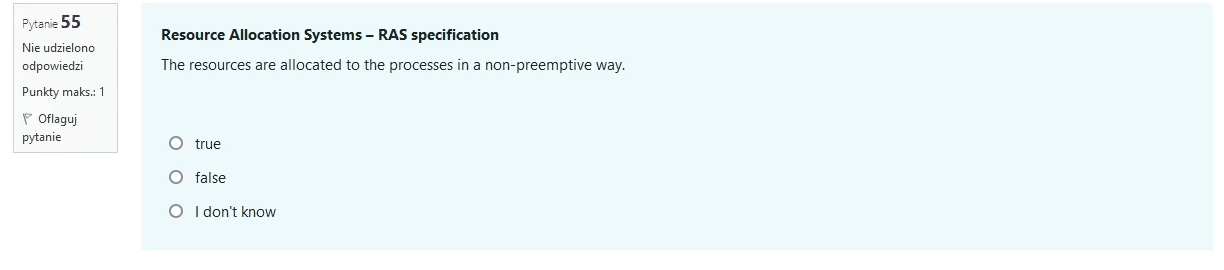 Pytanie 55
Nie udzielono
odpowiedzi
Punkty maks.: 1
Oflaguj
pytanie
Resource Allocation Systems – RAS specification
The resources are allocated to the processes in a non-preemptive way.
true
false
I don't know